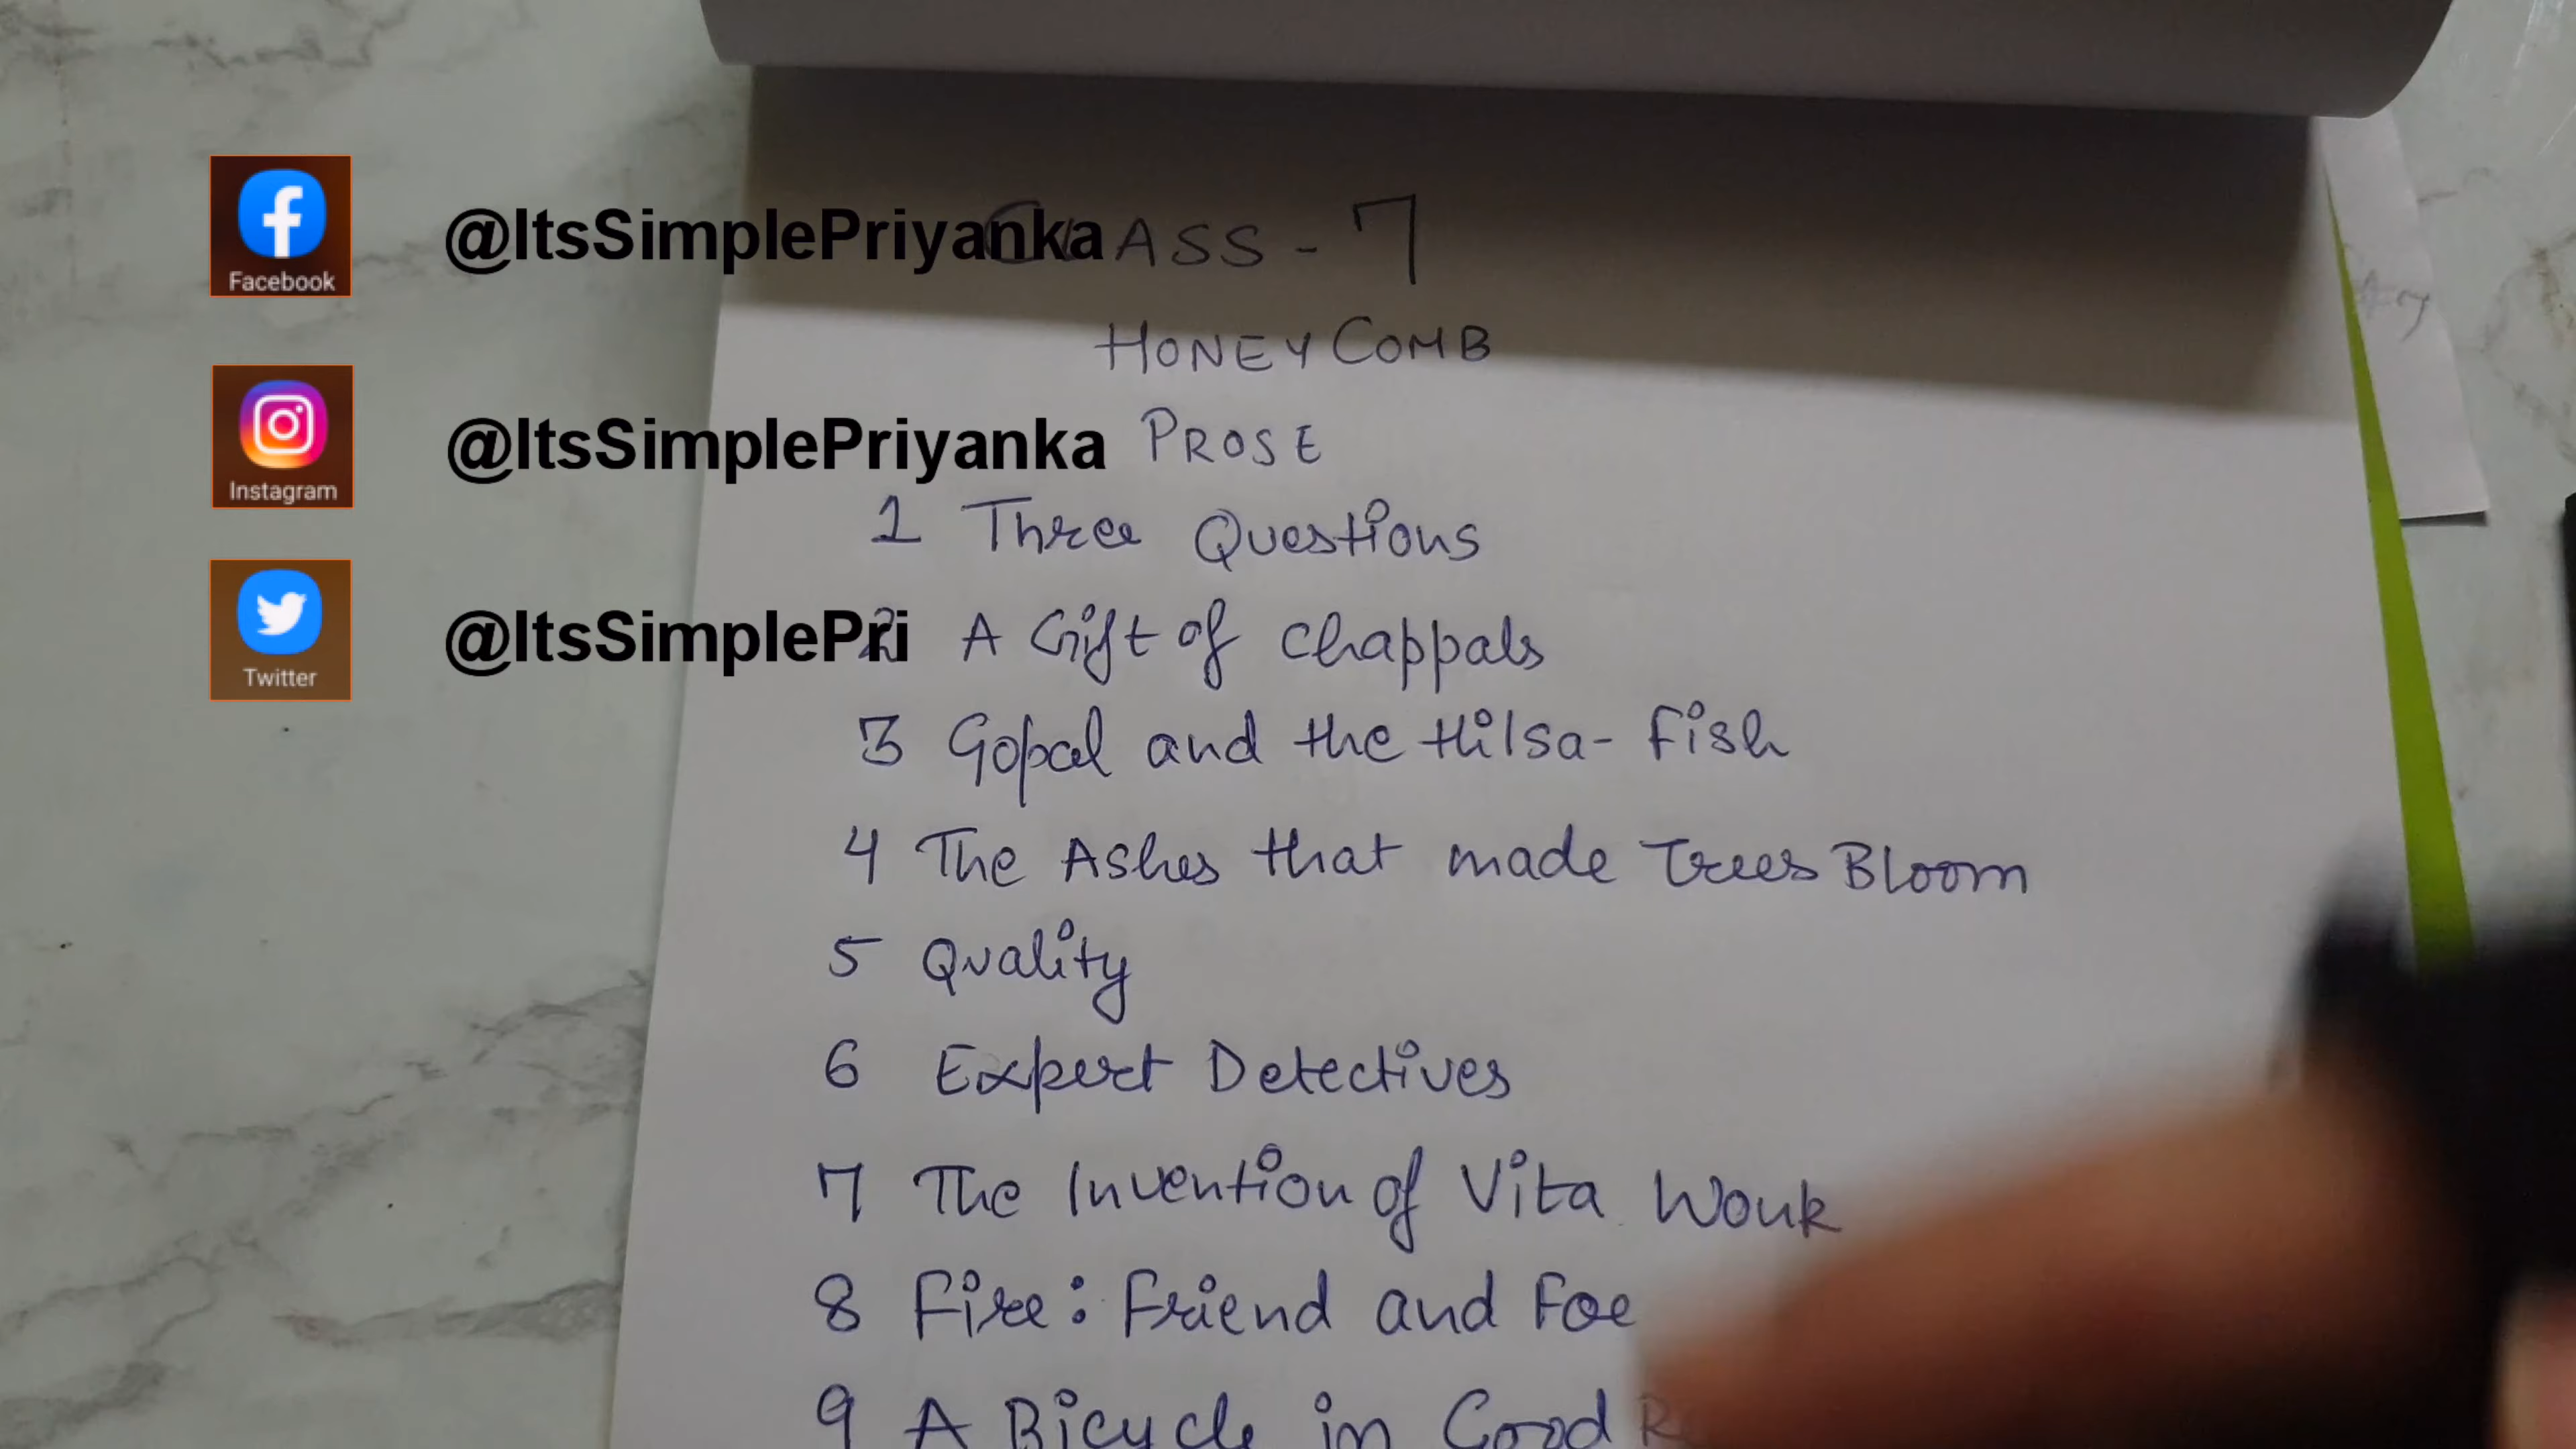 Facebook
@ItsSimplePriyanka
Instagram
@ItsSimplePriyanka
Twitter
@ItsSimplePri
CLASS - 7
HONEYCOMB
PROSE
1 Three Questions
2 A Gift of Chappals
3 Gopal and the Hilsa-Fish
4 The Ashes that made Trees Bloom
5 Quality
6 Expert Detectives
7 The Invention of Vita Wonk
8 Fire: Friend and Foe
9 A Bicycle in Good